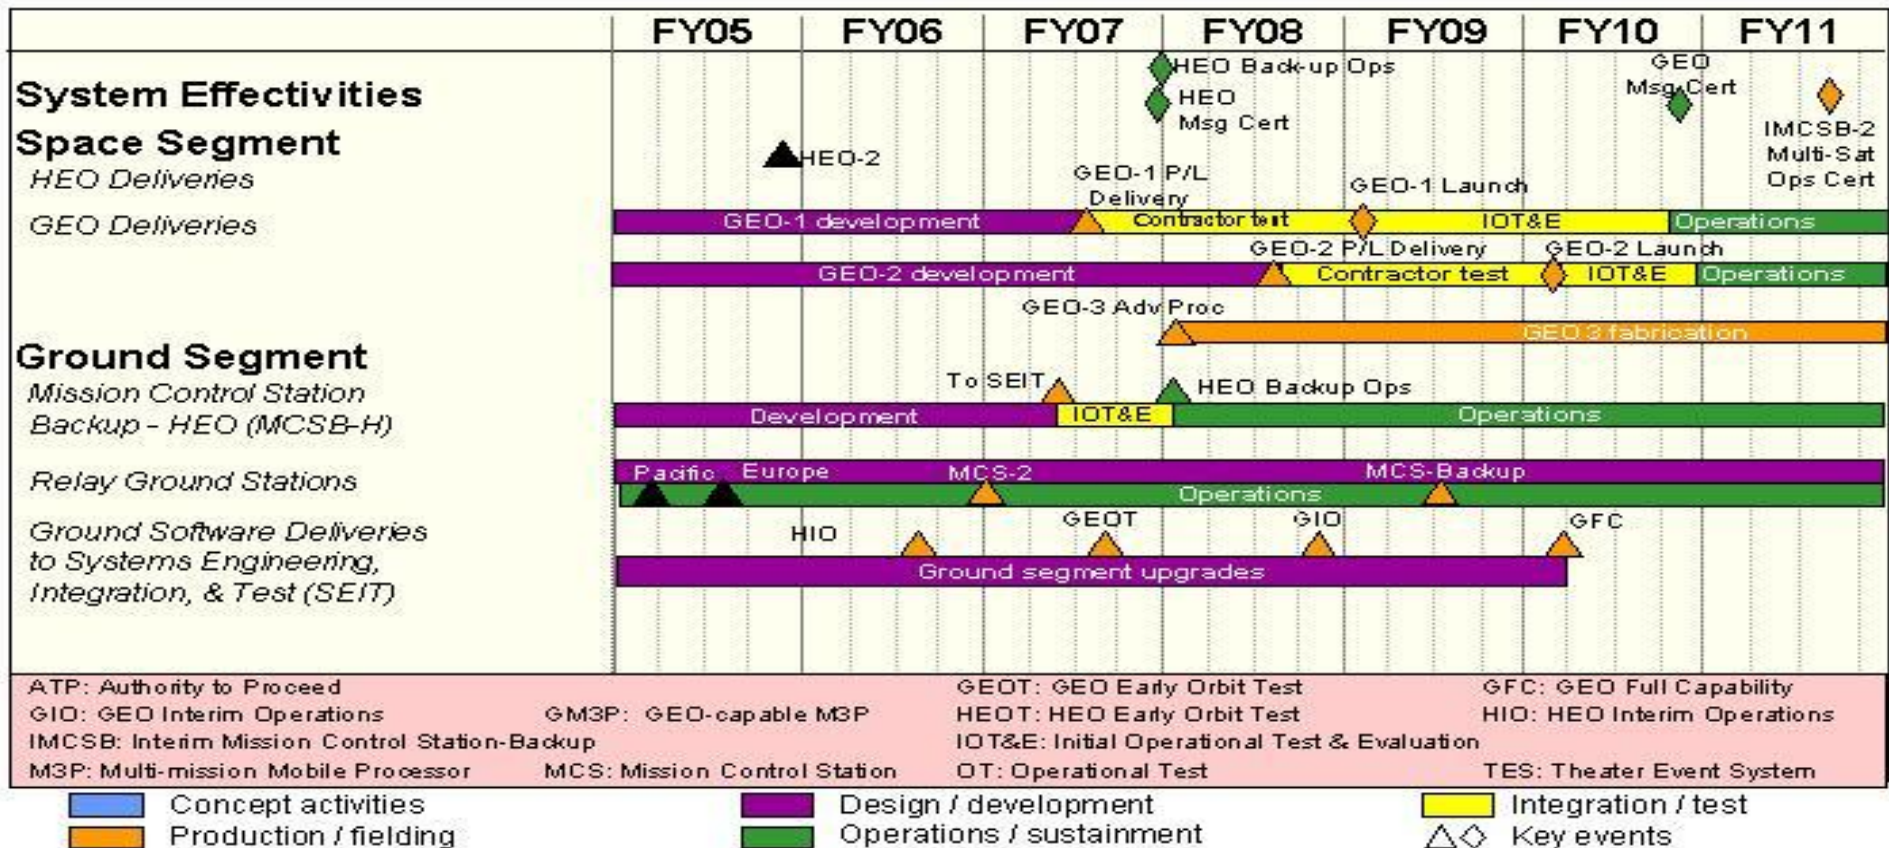 FY05 FY06 FY07 FY08 FY09 FY10 FY11
System Effectivities
HEO Back-up Ops
HEO
Msg Cert
GEO
Msg Cert
IMCSB-2
Multi-Sat
Ops Cert
Space Segment
HEO Deliveries
HEO-2
GEO-1 P/L
Delivery
GEO-1 Launch
GEO Deliveries
GEO-1 development Contractor test IOT&E Operations
GEO-2 P/L Delivery GEO-2 Launch
GEO-2 development Contractor test IOT&E Operations
GEO-3 Adv Proc
GEO 3 fabrication
Ground Segment
Mission Control Station
Backup - HEO (MCSB-H)
To SEIT HEO Backup Ops
Development IOT&E Operations
Relay Ground Stations
Pacific Europe MCS-2 MCS-Backup
Operations
Ground Software Deliveries
to Systems Engineering,
Integration, & Test (SEIT)
HIO GEOT GIO GFC
Ground segment upgrades
ATP: Authority to Proceed GEOT: GEO Early Orbit Test GFC: GEO Full Capability
GIO: GEO Interim Operations GM3P: GEO-capable M3P HEOT: HEO Early Orbit Test HIO: HEO Interim Operations
IMCSB: Interim Mission Control Station-Backup IOT&E: Initial Operational Test & Evaluation
M3P: Multi-mission Mobile Processor MCS: Mission Control Station OT: Operational Test TES: Theater Event System
Concept activities Design / development Integration / test
Production / fielding Operations / sustainment Key events